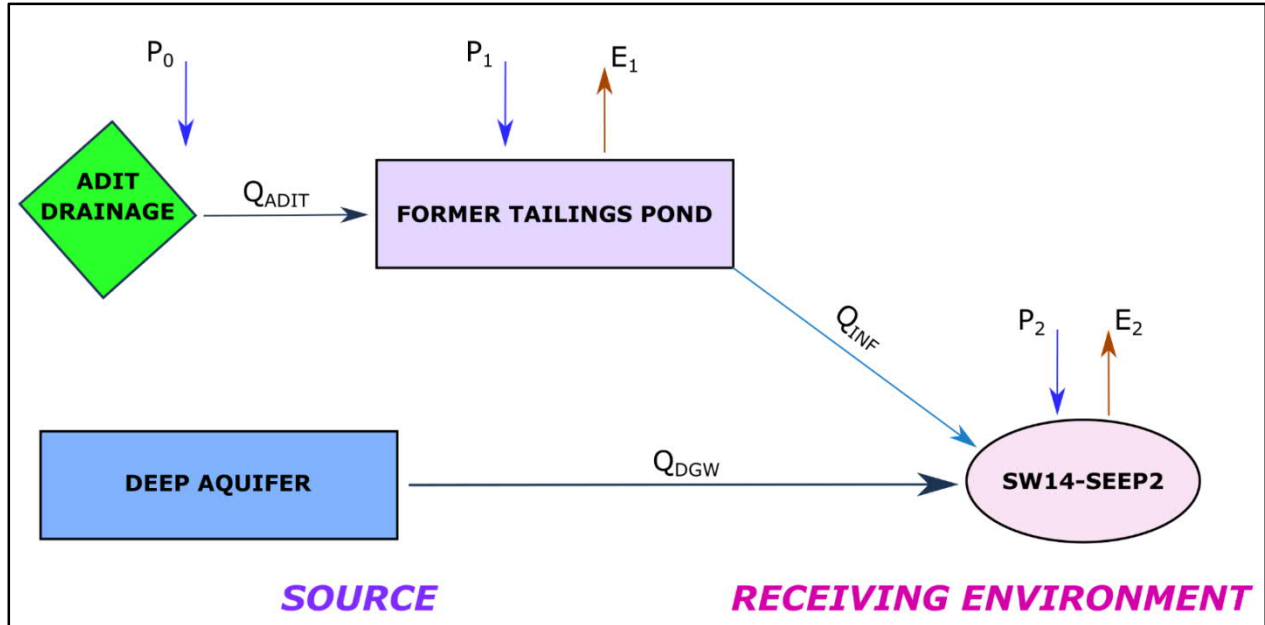 P0
P1
E1
ADIT
DRAINAGE
QADIT
FORMER TAILINGS POND
QINF
P2
E2
DEEP AQUIFER
QDGW
SW14-SEEP2
SOURCE
RECEIVING ENVIRONMENT